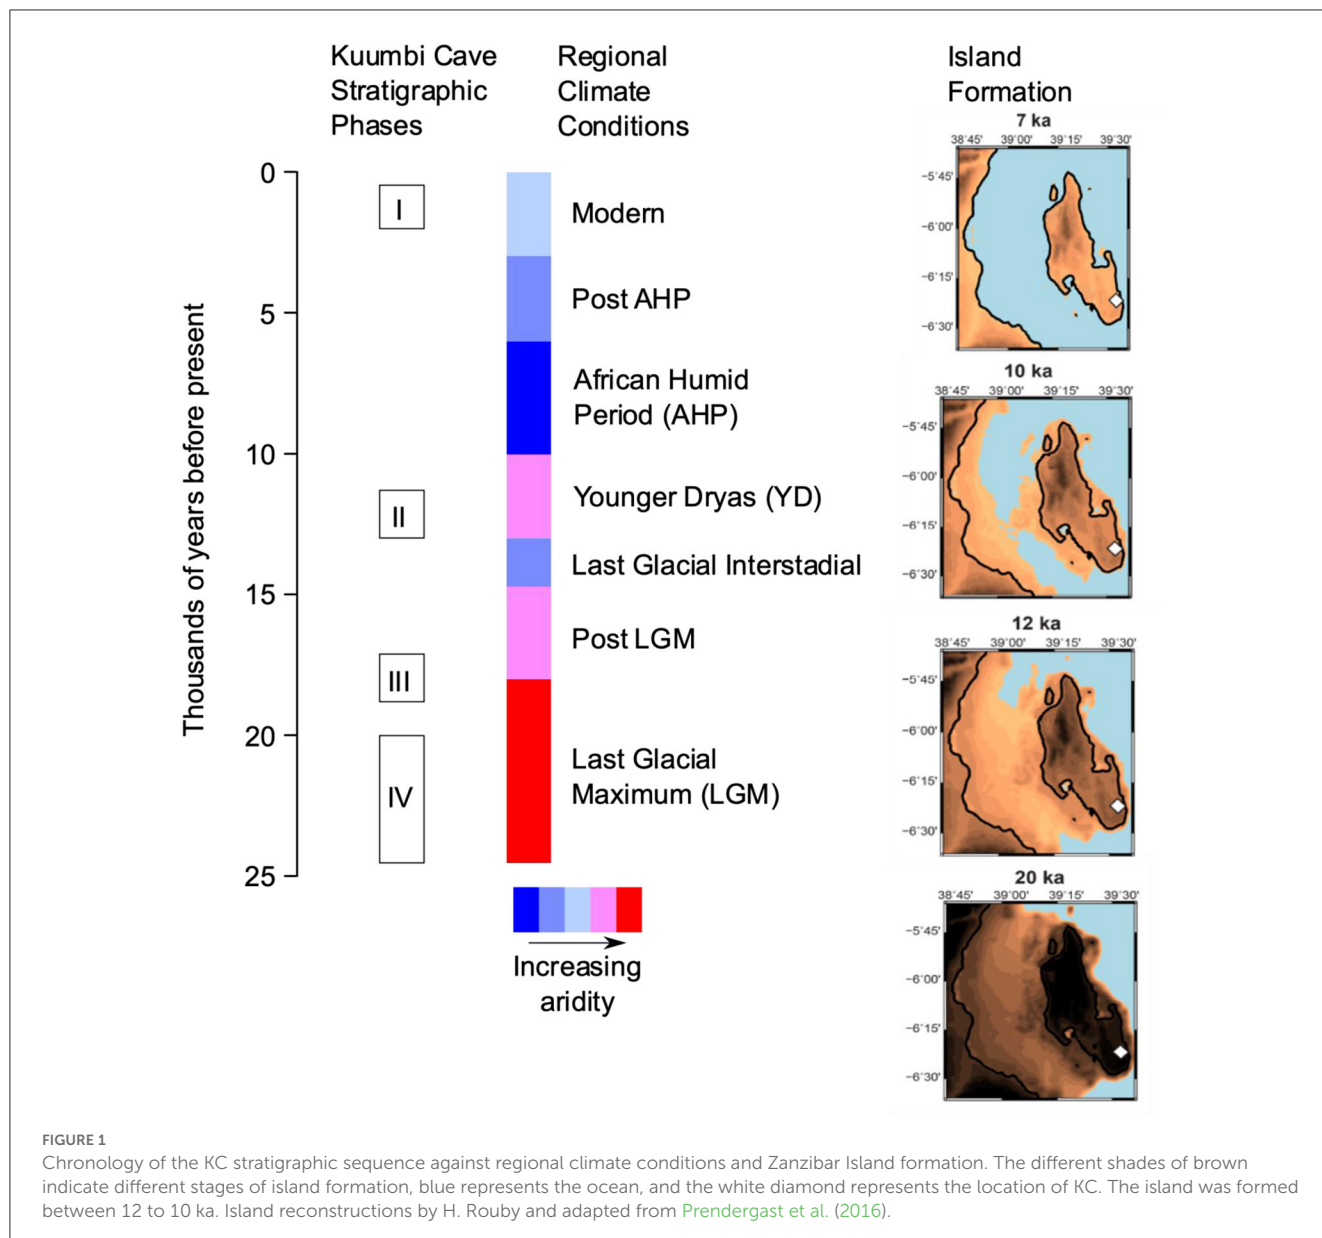 Kuumbi Cave
Stratigraphic
Phases
Regional
Climate
Conditions
Island
Formation
Thousands of years before present
0
5
10
15
20
25
I
II
III
IV
Modern
Post AHP
African Humid
Period (AHP)
Younger Dryas (YD)
Last Glacial Interstadial
Post LGM
Last Glacial
Maximum (LGM)
Increasing
aridity
7 ka
38°45' 39°00' 39°15' 39°30'
−5°45'
−6°00'
−6°15'
−6°30'
10 ka
38°45' 39°00' 39°15' 39°30'
−5°45'
−6°00'
−6°15'
−6°30'
12 ka
38°45' 39°00' 39°15' 39°30'
−5°45'
−6°00'
−6°15'
−6°30'
20 ka
38°45' 39°00' 39°15' 39°30'
−5°45'
−6°00'
−6°15'
−6°30'
FIGURE 1
Chronology of the KC stratigraphic sequence against regional climate conditions and Zanzibar Island formation. The different shades of brown
indicate different stages of island formation, blue represents the ocean, and the white diamond represents the location of KC. The island was formed
between 12 to 10 ka. Island reconstructions by H. Rouby and adapted from Prendergast et al. (2016).